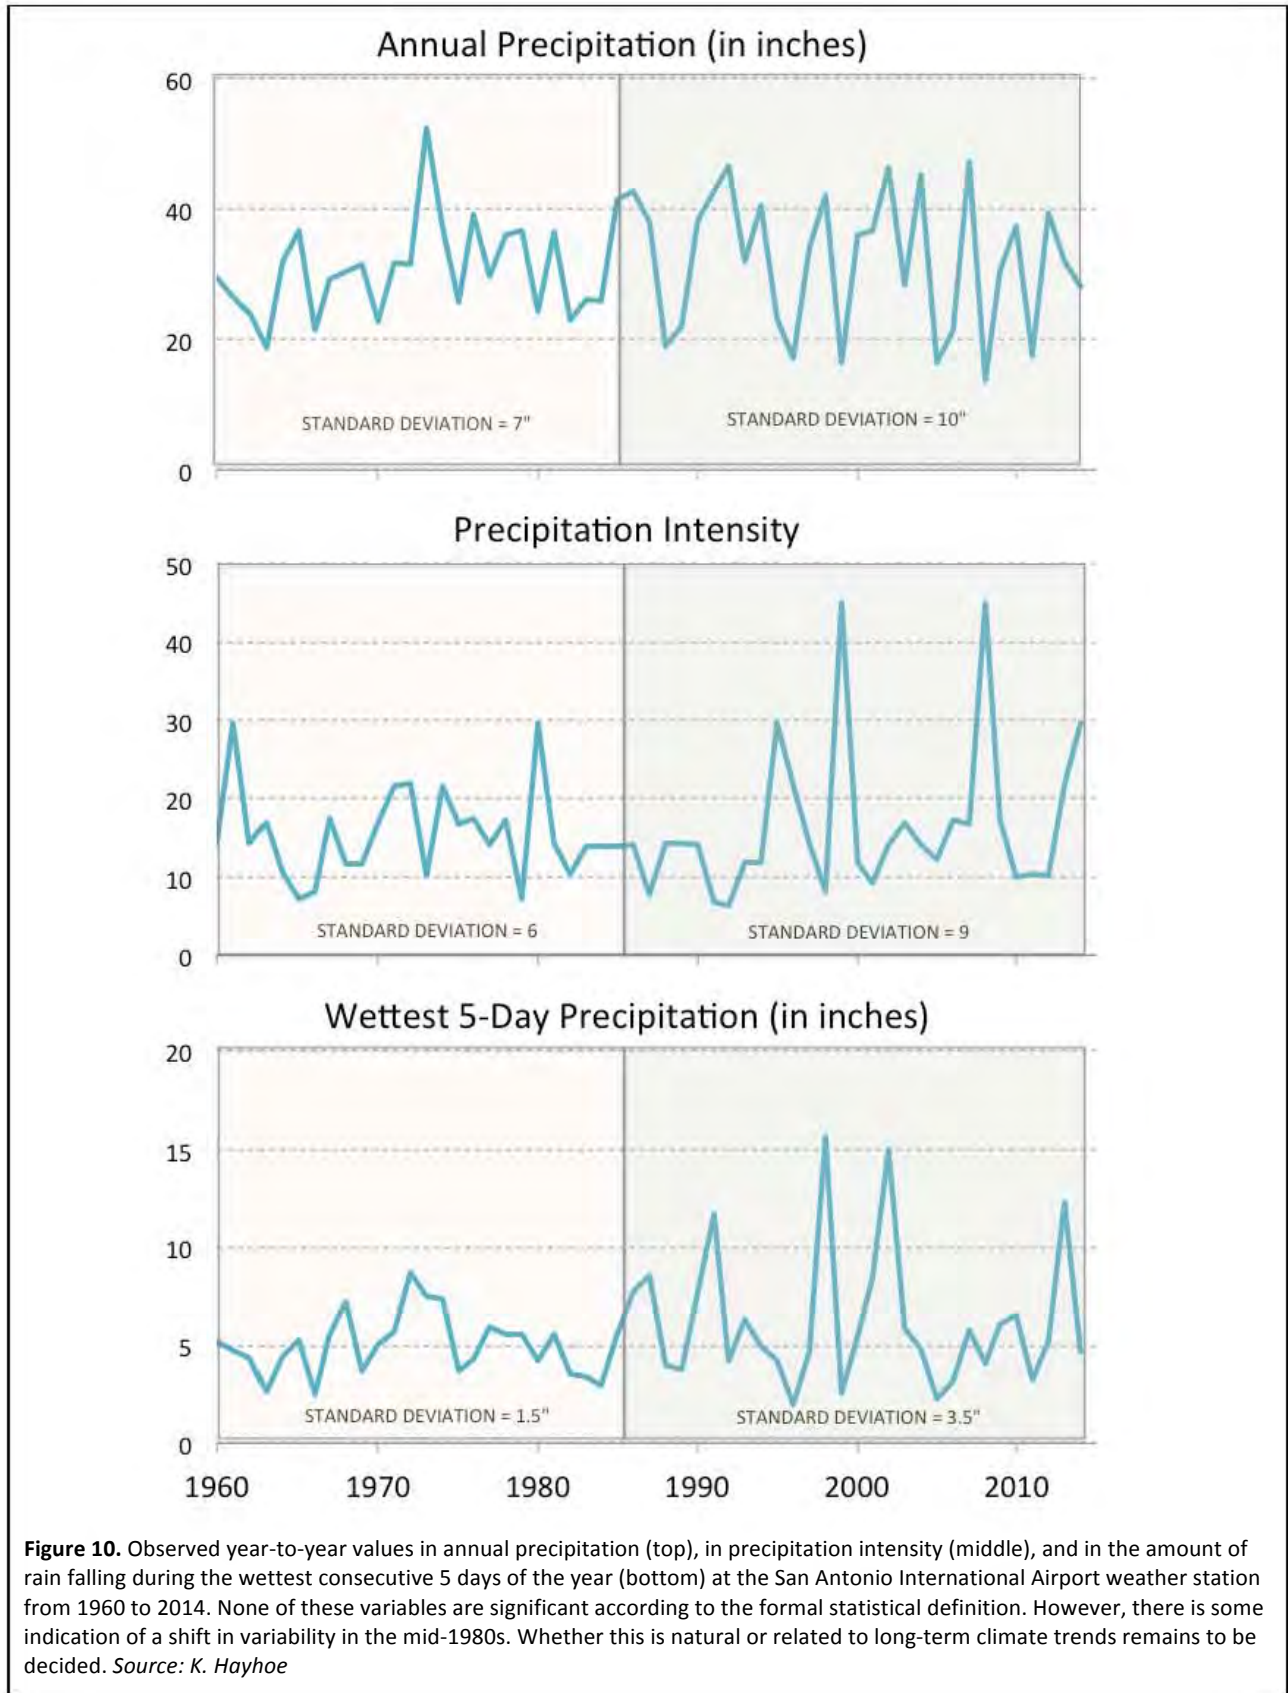 Annual Precipitation (in inches)
60
40
20
0
STANDARD DEVIATION = 7"
STANDARD DEVIATION = 10"
Precipitation Intensity
50
40
30
20
10
0
STANDARD DEVIATION = 6
STANDARD DEVIATION = 9
Wettest 5-Day Precipitation (in inches)
20
15
10
5
0
STANDARD DEVIATION = 1.5"
STANDARD DEVIATION = 3.5"
1960 1970 1980 1990 2000 2010
Figure 10. Observed year-to-year values in annual precipitation (top), in precipitation intensity (middle), and in the amount of
rain falling during the wettest consecutive 5 days of the year (bottom) at the San Antonio International Airport weather station
from 1960 to 2014. None of these variables are significant according to the formal statistical definition. However, there is some
indication of a shift in variability in the mid-1980s. Whether this is natural or related to long-term climate trends remains to be
decided. Source: K. Hayhoe